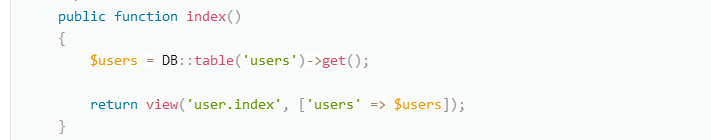 public function index()
{
$users = DB::table('users')->get();
return view('user.index', ['users' => $users]);
}